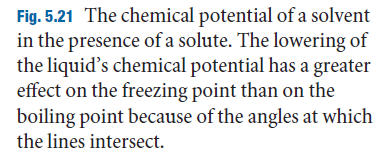 Fig. 5.21 The chemical potential of a solvent
in the presence of a solute. The lowering of
the liquid’s chemical potential has a greater
effect on the freezing point than on the
boiling point because of the angles at which
the lines intersect.